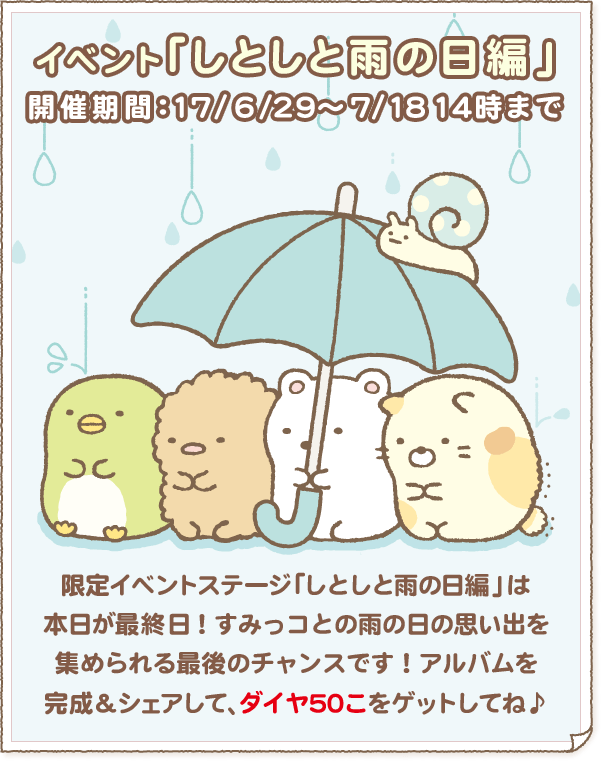 イベント「しとしと雨の日編」
開催期間：17/6/29〜7/18 14時まで
限定イベントステージ「しとしと雨の日編」は
本日が最終日！すみっコとの雨の日の思い出を
集められる最後のチャンスです！アルバムを
完成＆シェアして、ダイヤ50こをゲットしてね♪